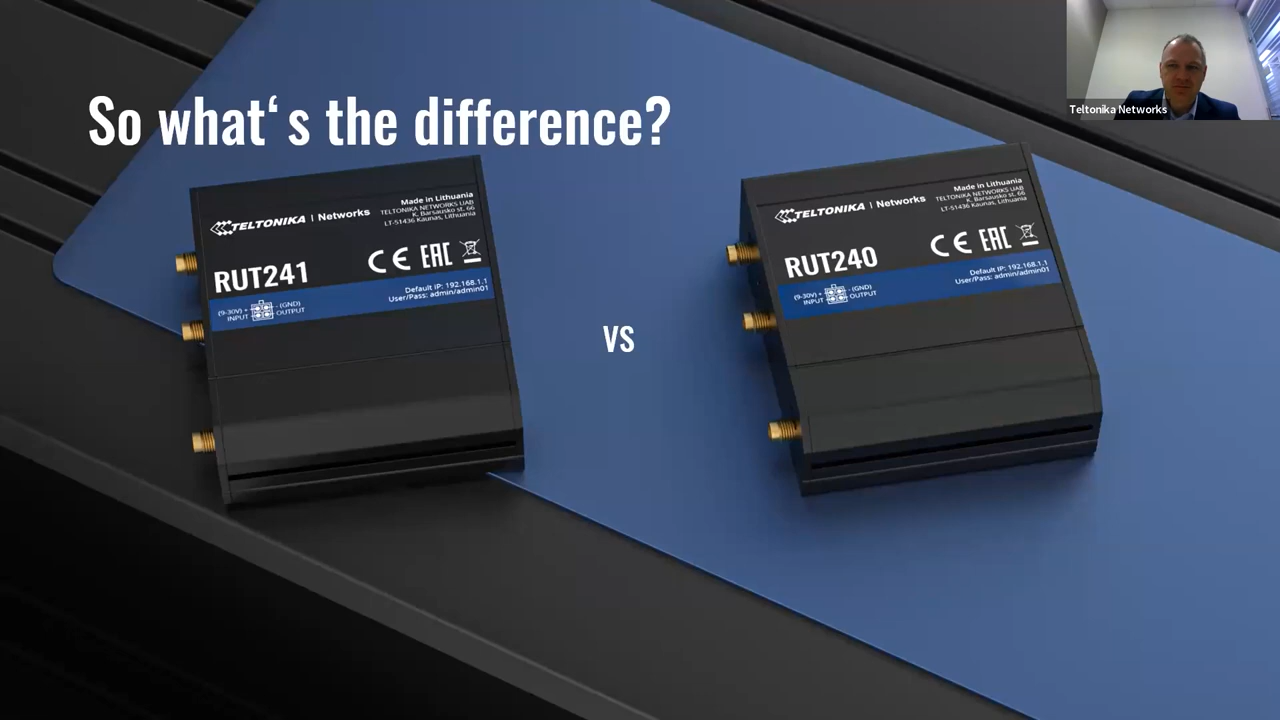 So what‘s the difference?
Teltonika Networks
TELTONIKA | Networks
Made in Lithuania
TELTONIKA NETWORKS UAB
K. Barsausko st. 66
LT-51436 Kaunas, Lithuania
RUT241
CE EAC
(9-30V) + - (GND)
INPUT OUTPUT
Default IP: 192.168.1.1
User/Pass: admin/admin01
VS
TELTONIKA | Networks
Made in Lithuania
TELTONIKA NETWORKS UAB
K. Barsausko st. 66
LT-51436 Kaunas, Lithuania
RUT240
CE EAC
(9-30V) + - (GND)
INPUT OUTPUT
Default IP: 192.168.1.1
User/Pass: admin/admin01